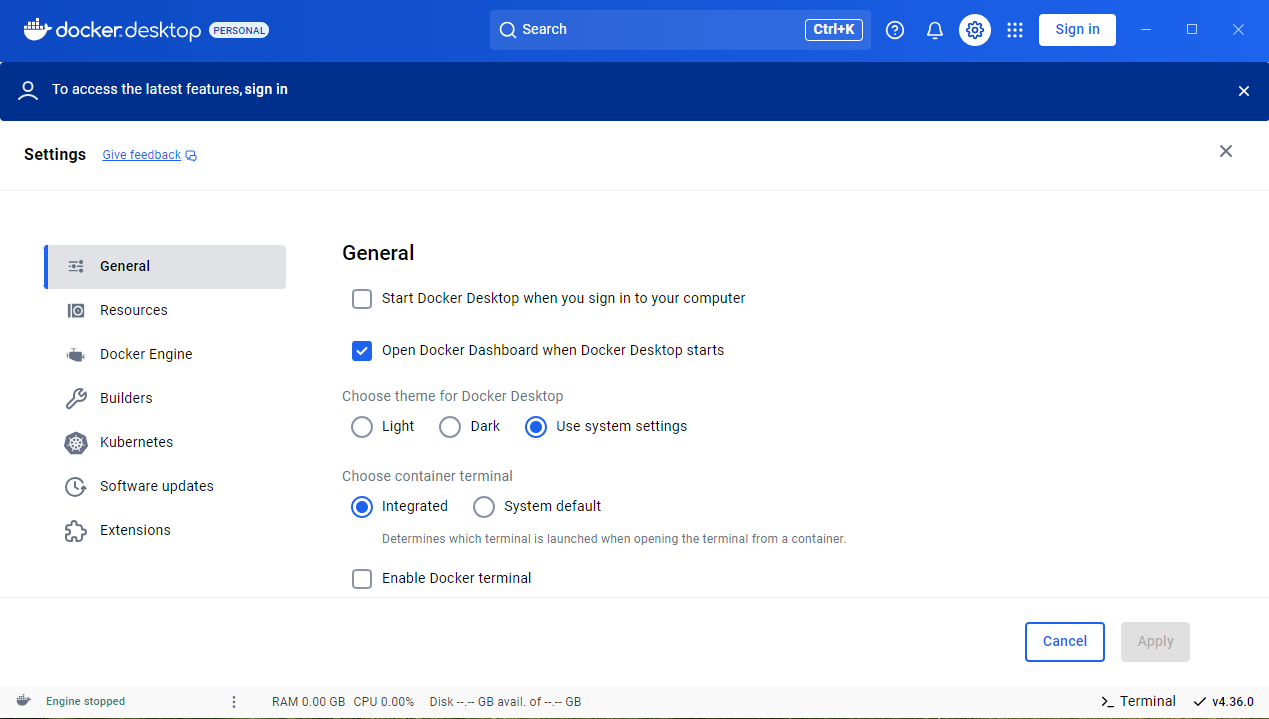 docker.desktop PERSONAL Search Ctrl+K Sign in
To access the latest features, sign in
Settings Give feedback
General
Resources
Docker Engine
Builders
Kubernetes
Software updates
Extensions
General
Start Docker Desktop when you sign in to your computer
Open Docker Dashboard when Docker Desktop starts
Choose theme for Docker Desktop
Light Dark Use system settings
Choose container terminal
Integrated System default
Determines which terminal is launched when opening the terminal from a container.
Enable Docker terminal
Cancel Apply
Engine stopped RAM 0.00 GB CPU 0.00% Disk --.-- GB avail. of --.-- GB Terminal v4.36.0